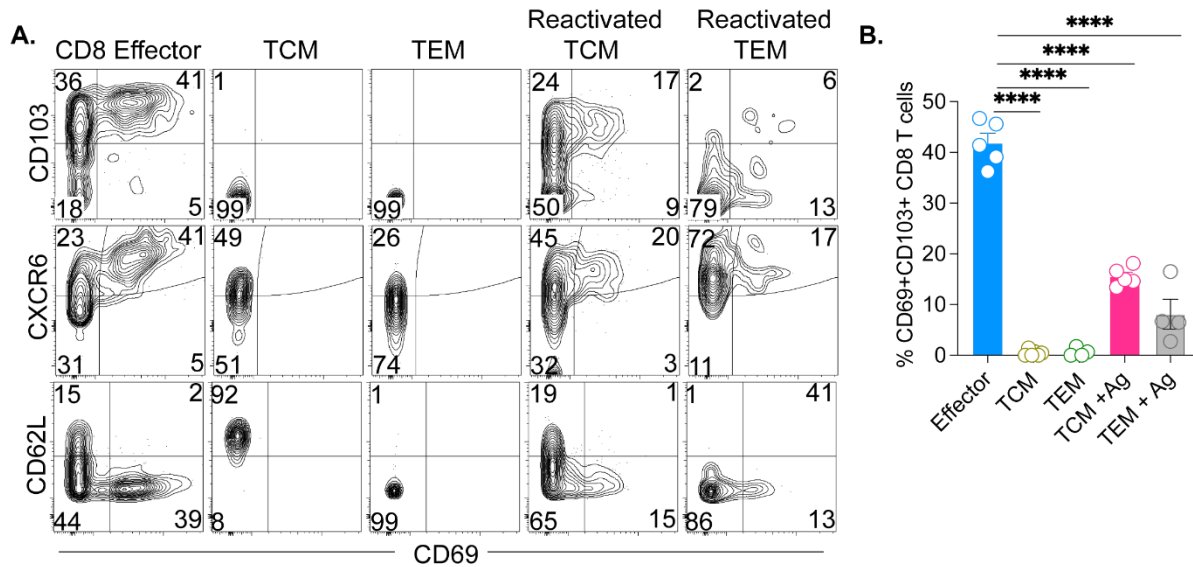 A.
CD8 Effector
TCM
TEM
Reactivated
TCM
Reactivated
TEM
CD103
36 41
18 5
1
99
99
24 17
50 9
2 6
79 13
CXCR6
23 41
31 5
49
51
26
74
45 20
32 3
72 17
11
CD62L
15 2
44 39
92
8
1
99
19 1
65 15
1 41
86 13
CD69
B.
****
****
****
****
% CD69+CD103+ CD8 T cells
50
40
30
20
10
0
Effector
TCM
TEM
TCM +Ag
TEM + Ag